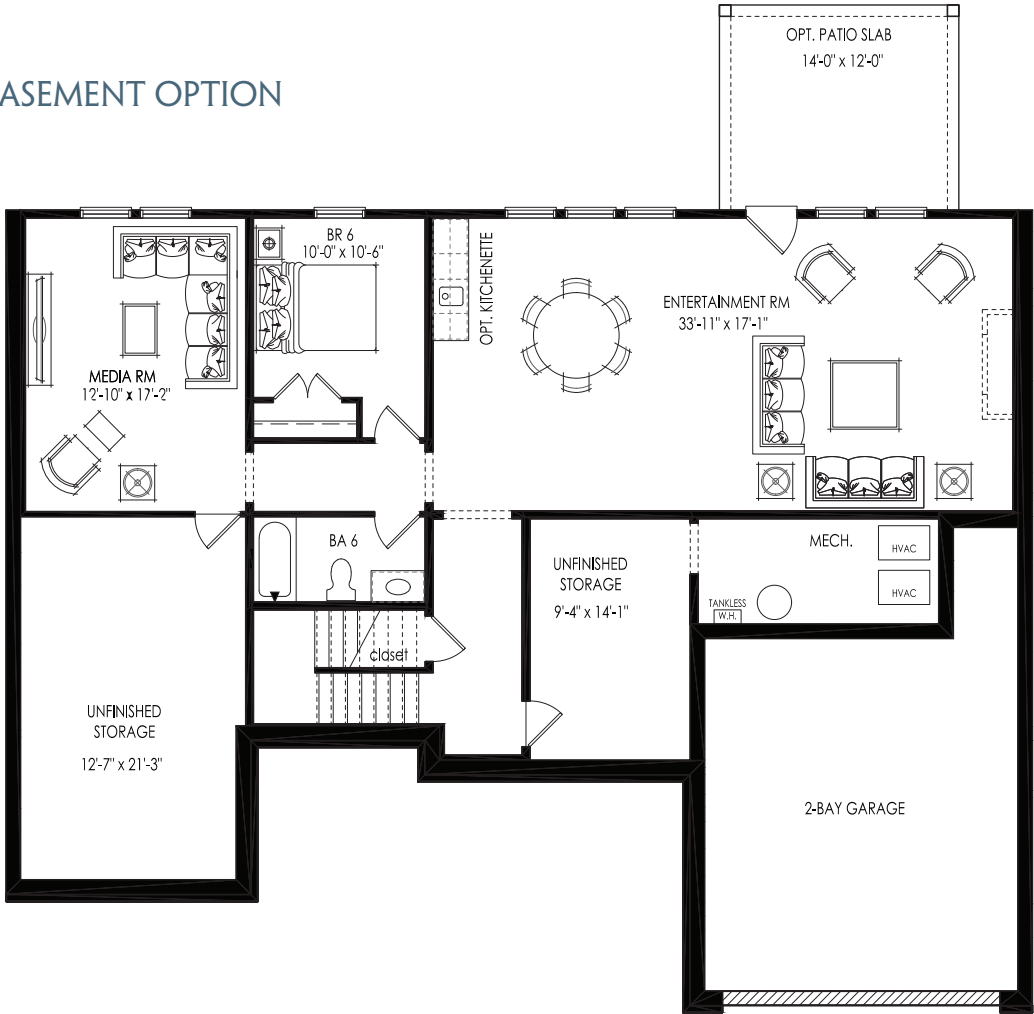 ASEMENT OPTION
OPT. PATIO SLAB
14'-0" x 12'-0"
BR 6
10'-0" x 10'-6"
OPT. KITCHENETTE
ENTERTAINMENT RM
33'-11" x 17'-1"
MEDIA RM
12'-10" x 17'-2"
BA 6
MECH.
HVAC
HVAC
TANKLESS
W.H.
UNFINISHED
STORAGE
9'-4" x 14'-1"
closet
UNFINISHED
STORAGE
12'-7" x 21'-3"
2-BAY GARAGE